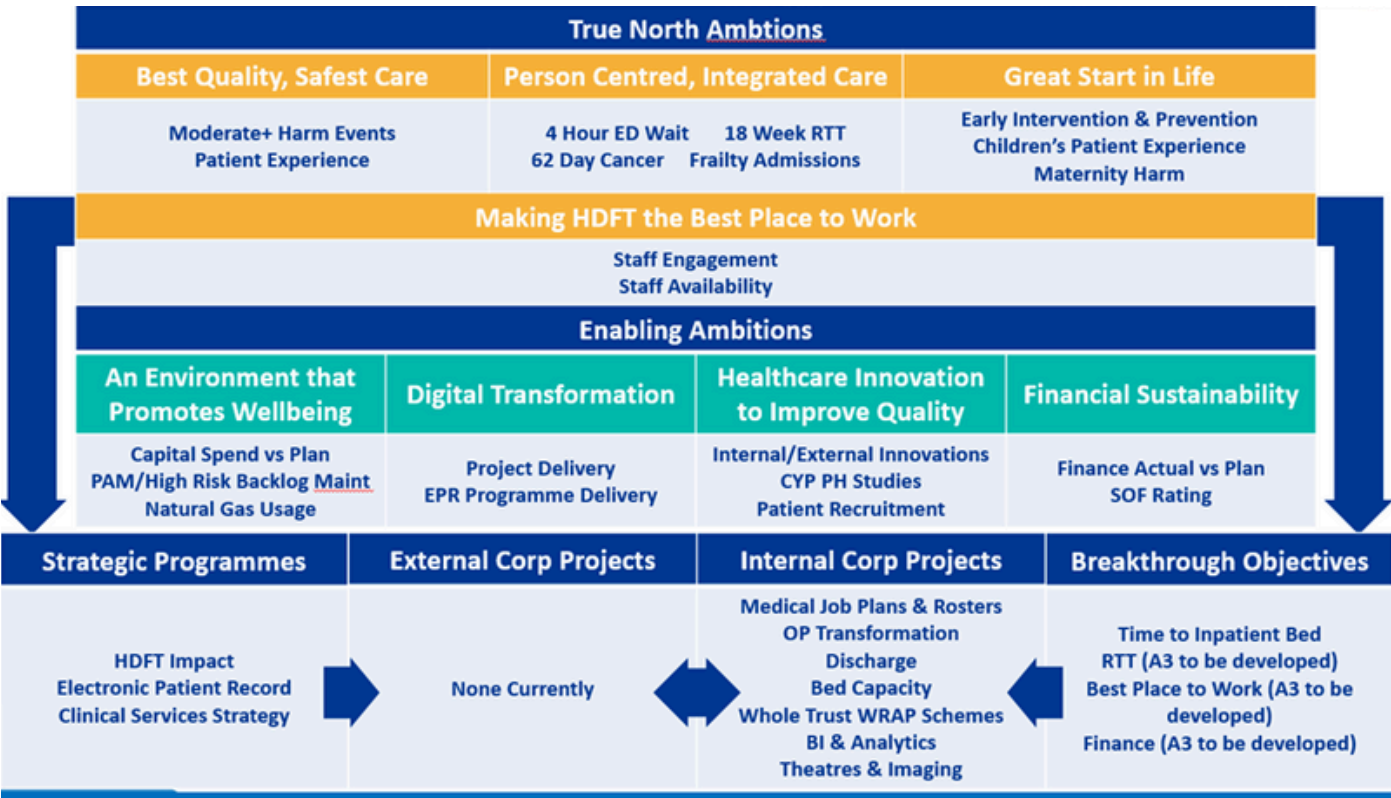 True North Ambtions
Best Quality, Safest Care
Person Centred, Integrated Care
Great Start in Life
Moderate+ Harm Events
Patient Experience
4 Hour ED Wait 18 Week RTT
62 Day Cancer Frailty Admissions
Early Intervention & Prevention
Children's Patient Experience
Maternity Harm
Making HDFT the Best Place to Work
Staff Engagement
Staff Availability
Enabling Ambitions
An Environment that
Promotes Wellbeing
Digital Transformation
Healthcare Innovation
to Improve Quality
Financial Sustainability
Capital Spend vs Plan
PAM/High Risk Backlog Maint
Natural Gas Usage
Project Delivery
EPR Programme Delivery
Internal/External Innovations
CYP PH Studies
Patient Recruitment
Finance Actual vs Plan
SOF Rating
Strategic Programmes
External Corp Projects
Internal Corp Projects
Breakthrough Objectives
HDFT Impact
Electronic Patient Record
Clinical Services Strategy
None Currently
Medical Job Plans & Rosters
OP Transformation
Discharge
Bed Capacity
Whole Trust WRAP Schemes
BI & Analytics
Theatres & Imaging
Time to Inpatient Bed
RTT (A3 to be developed)
Best Place to Work (A3 to be
developed)
Finance (A3 to be developed)